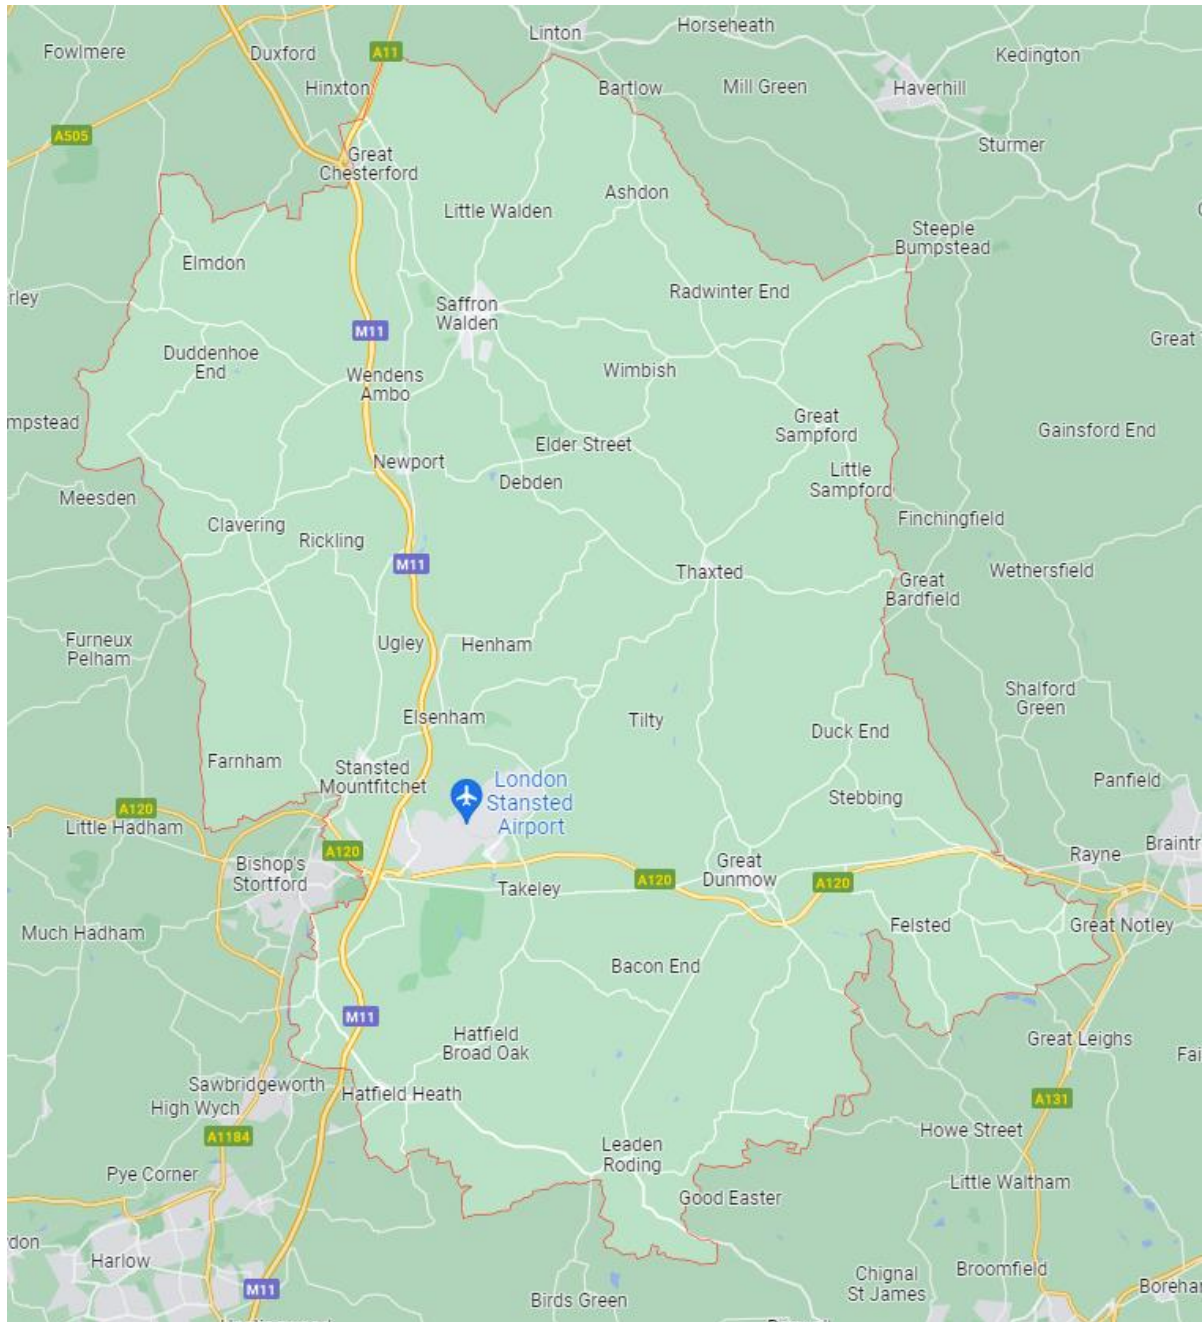 Linton
Horseheath
Fowlmere
Duxford
A11
Kedington
Hinxton
Bartlow
Mill Green
Haverhill
A505
Sturmer
Great
Chesterford
Ashdon
Little Walden
Steeple
Bumpstead
Elmdon
rley
Radwinter End
Saffron
Walden
M11
Great
Duddenhoe
End
Wimbish
Wendens
Ambo
mpstead
Great
Sampford
Gainsford End
Elder Street
Newport
Little
Sampford
Debden
Meesden
Clavering
Finchingfield
Rickling
M11
Thaxted
Wethersfield
Great
Bardfield
Furneux
Pelham
Ugley
Henham
Shalford
Green
Elsenham
Tilty
Duck End
Farnham
Stansted
Mountfitchet
London
Stansted
Airport
Panfield
A120
Little Hadham
Stebbing
A120
Braintr
Rayne
Bishop's
Stortford
Great
Dunmow
A120
A120
Takeley
Much Hadham
Felsted
Great Notley
Bacon End
M11
Hatfield
Broad Oak
Great Leighs
Fai
Sawbridgeworth
Hatfield Heath
High Wych
A131
A1184
Howe Street
Leaden
Roding
Pye Corner
Little Waltham
Good Easter
don
Harlow
Broomfield
Chignal
St James
M11
Borehar
Birds Green